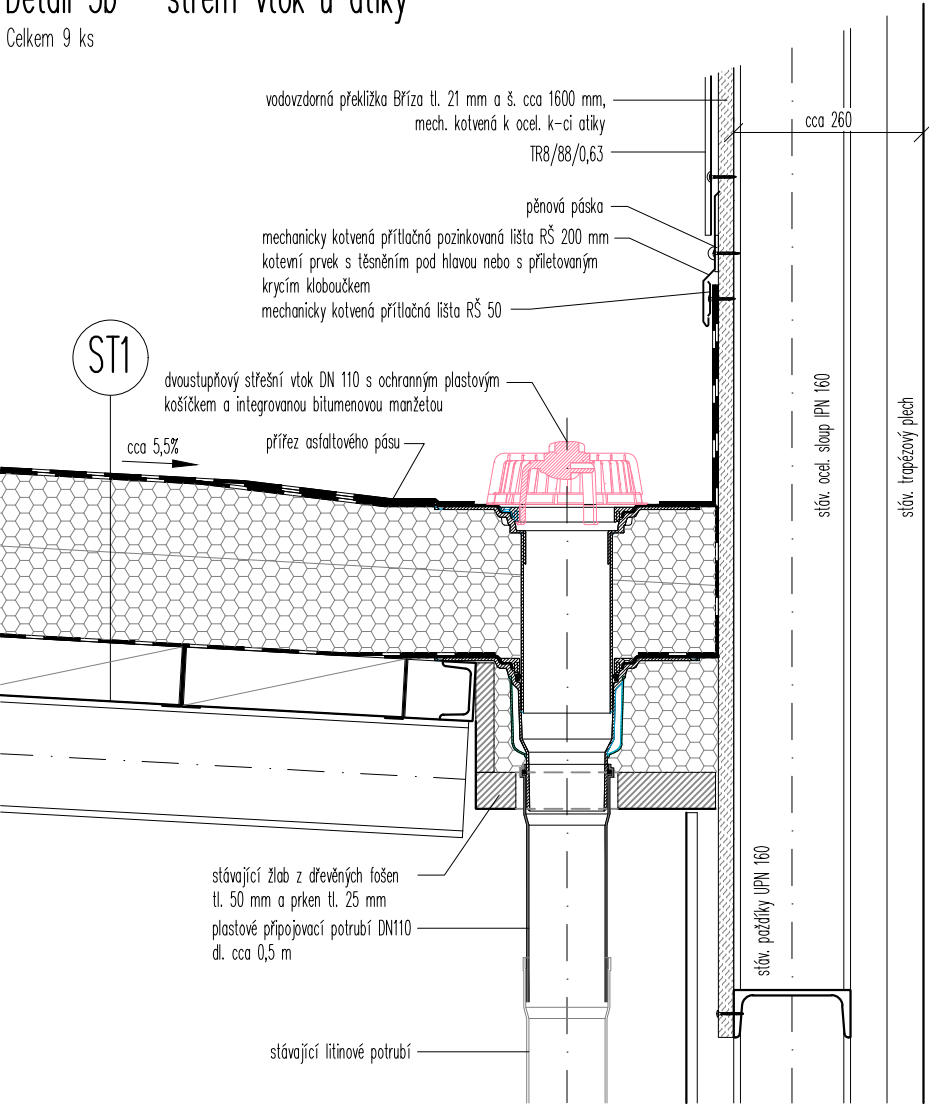 Detail 5b střešní vtok u atiky
Celkem 9 ks
vodovzdorná překližka Bříza tl. 21 mm a š. cca 1600 mm,
mech. kotvená k ocel. k-ci atiky
TR8/88/0,63
cca 260
pěnová páska
mechanicky kotvená přítlačná pozinkovaná lišta RŠ 200 mm
kotevní prvek s těsněním pod hlavou nebo s příletovaným
krycím kloboučkem
mechanicky kotvená přítlačná lišta RŠ 50
ST1
dvoustupňový střešní vtok DN 110 s ochranným plastovým
košíčkem a integrovanou bitumenovou manžetou
cca 5,5%
přířez asfaltového pásu
stáv. ocel. sloup IPN 160
stáv. trapézový plech
stávající žlab z dřevěných fošen
tl. 50 mm a prken tl. 25 mm
plastové připojovací potrubí DN110
dl. cca 0,5 m
stáv. paždíky UPN 160
stávající litinové potrubí